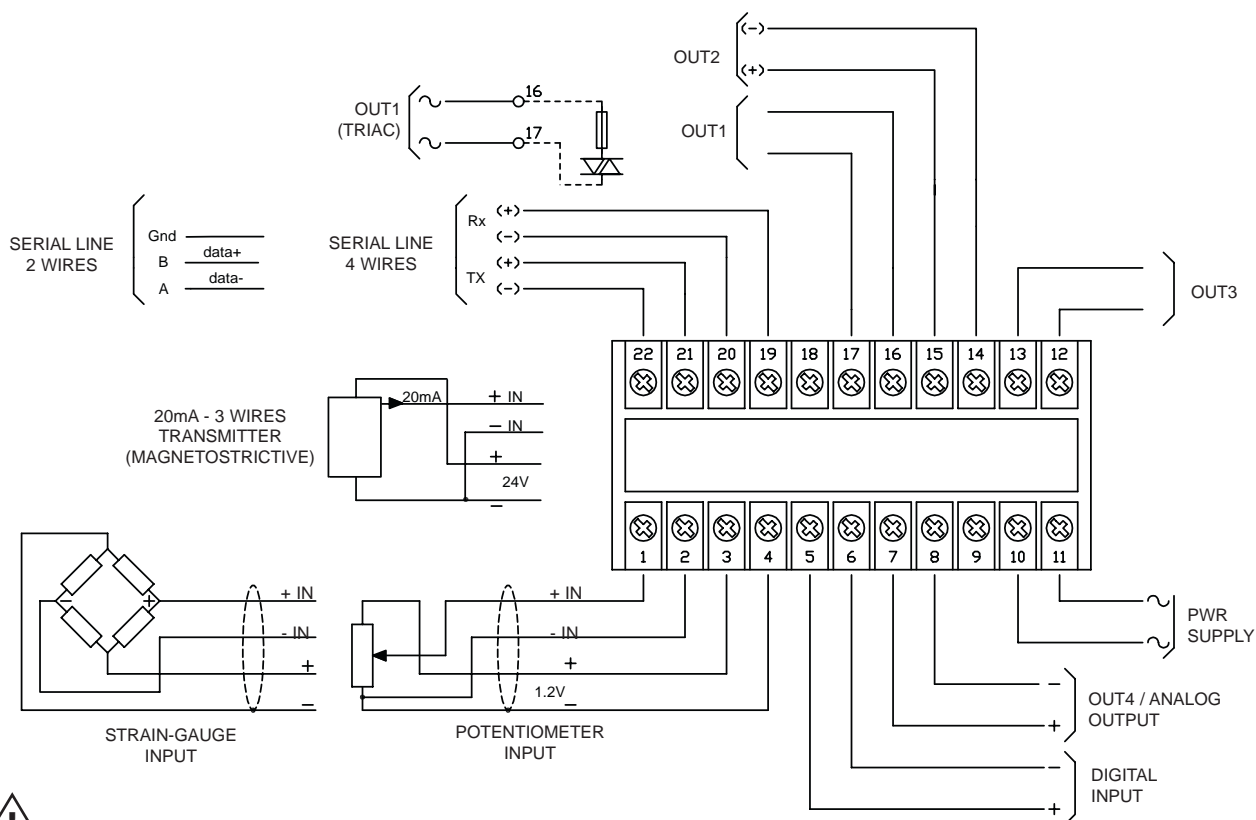 OUT2
(-)
(+)
OUT1
OUT1
(TRIAC)
16
17
SERIAL LINE
2 WIRES
Gnd
B data+
A data-
SERIAL LINE
4 WIRES
Rx (+)
(-)
TX (+)
(-)
OUT3
22 21 20 19 18 17 16 15 14 13 12
20mA - 3 WIRES
TRANSMITTER
(MAGNETOSTRICTIVE)
20mA
+ IN
- IN
+
24V
-
1 2 3 4 5 6 7 8 9 10 11
- +
+ IN
- IN
+
-
STRAIN-GAUGE
INPUT
+ IN
- IN
+
1.2V
-
POTENTIOMETER
INPUT
PWR
SUPPLY
-
+
OUT4 / ANALOG
OUTPUT
-
+
DIGITAL
INPUT